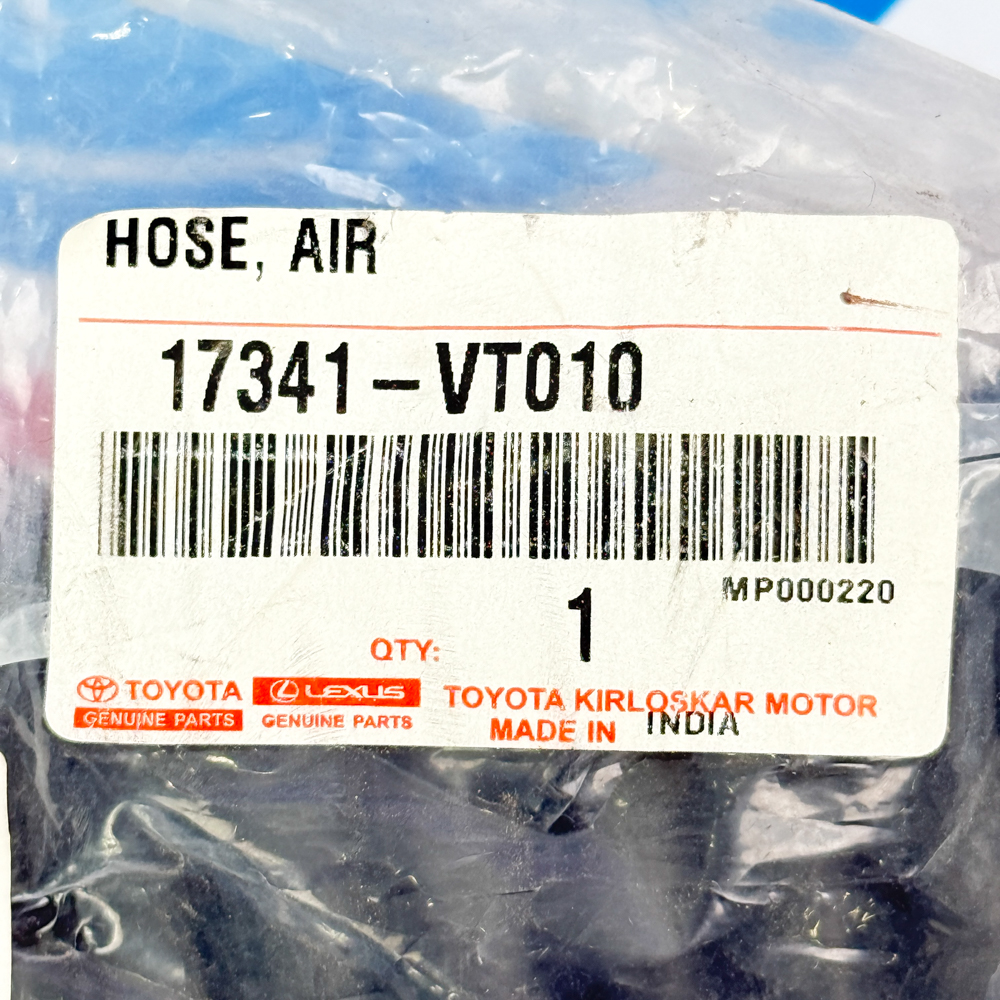 HOSE, AIR
17341-VT010
MP000220
QTY: 1
TOYOTA LEXUS TOYOTA KIRLOSKAR MOTOR
GENUINE PARTS GENUINE PARTS MADE IN INDIA